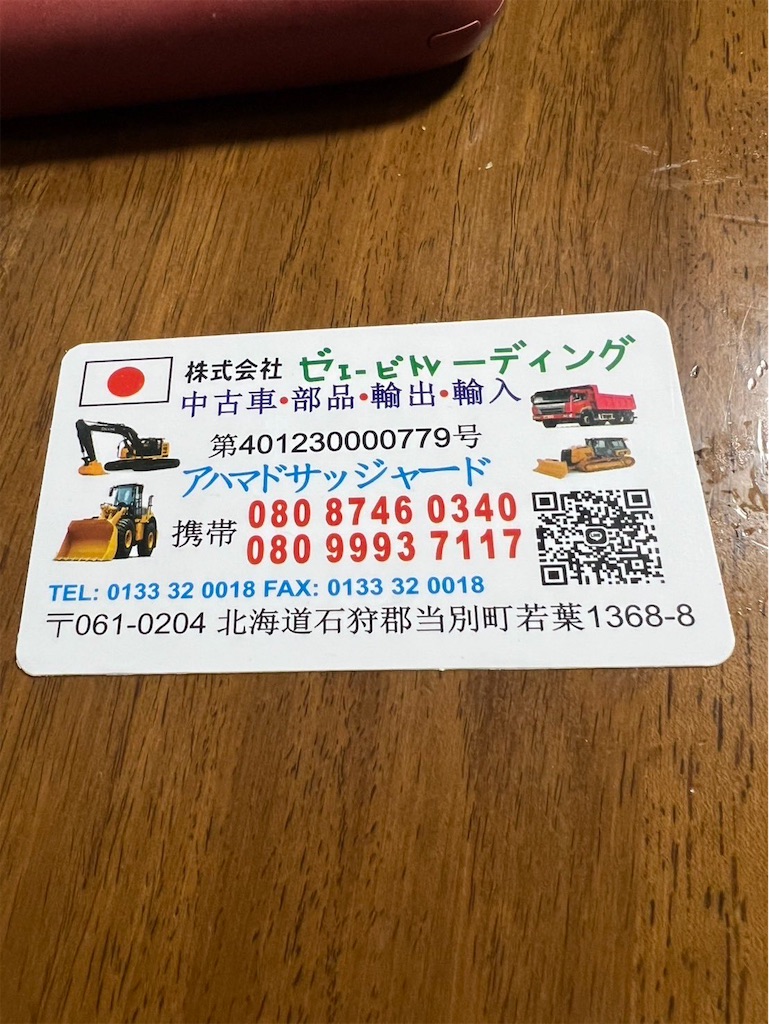 株式会社 ゼェービトレーディング
中古車・部品・輸出・輸入
第401230000779号
アハマドサッジャード
携帯 080 8746 0340
080 9993 7117
TEL: 0133 32 0018 FAX: 0133 32 0018
〒061-0204 北海道石狩郡当別町若葉1368-8